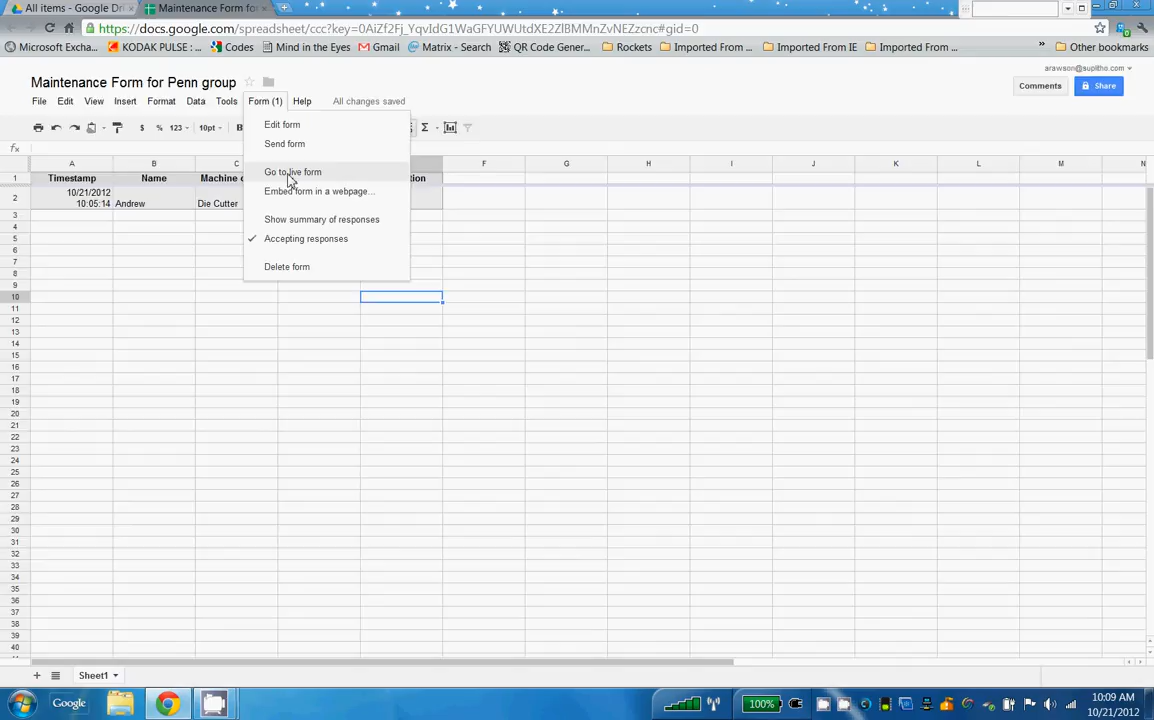 All items - Google Dri
Maintenance Form fo
https://docs.google.com/spreadsheet/ccc?key=0AiZf2Fj_YqvIdG1WaGFYUWUtdXE2ZlBMMnZvNEZzcnc#gid=0
Microsoft Excha...
KODAK PULSE : ...
Codes
Mind in the Eyes
Gmail
Matrix - Search
QR Code Gener...
Rockets
Imported From ...
Imported From IE
Imported From ...
»
Other bookmarks
Maintenance Form for Penn group
arawson@suplitho.com
Comments
Share
File Edit View Insert Format Data Tools Form (1) Help All changes saved
$ % 123 10pt B Σ
Edit form
Send form
Go to live form
Embed form in a webpage...
Show summary of responses
Accepting responses
Delete form
fx
A B C F G H I J K L M N
1 Timestamp Name Machine tion
10/21/2012
2 10:05:14 Andrew Die Cutter
3
4
5
6
7
8
9
10
11
12
13
14
15
16
17
18
19
20
21
22
23
24
25
26
27
28
29
30
31
32
33
34
35
36
37
38
39
40
+ Sheet1
Google
100%
10:09 AM
10/21/2012